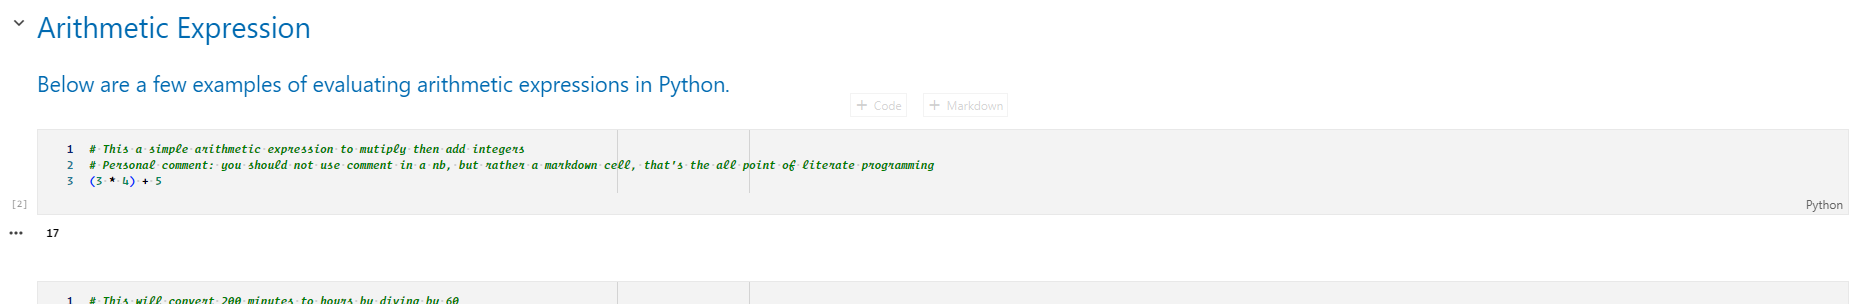 Arithmetic Expression
Below are a few examples of evaluating arithmetic expressions in Python.
+ Code + Markdown
1 # This a simple arithmetic expression to mutiply then add integers
2 # Personal comment: you should not use comment in a nb, but rather a markdown cell, that's the all point of literate programming
3 (3 * 4) + 5
[2]
Python
17
1 # This will convert 200 minutes to hours by diving by 60